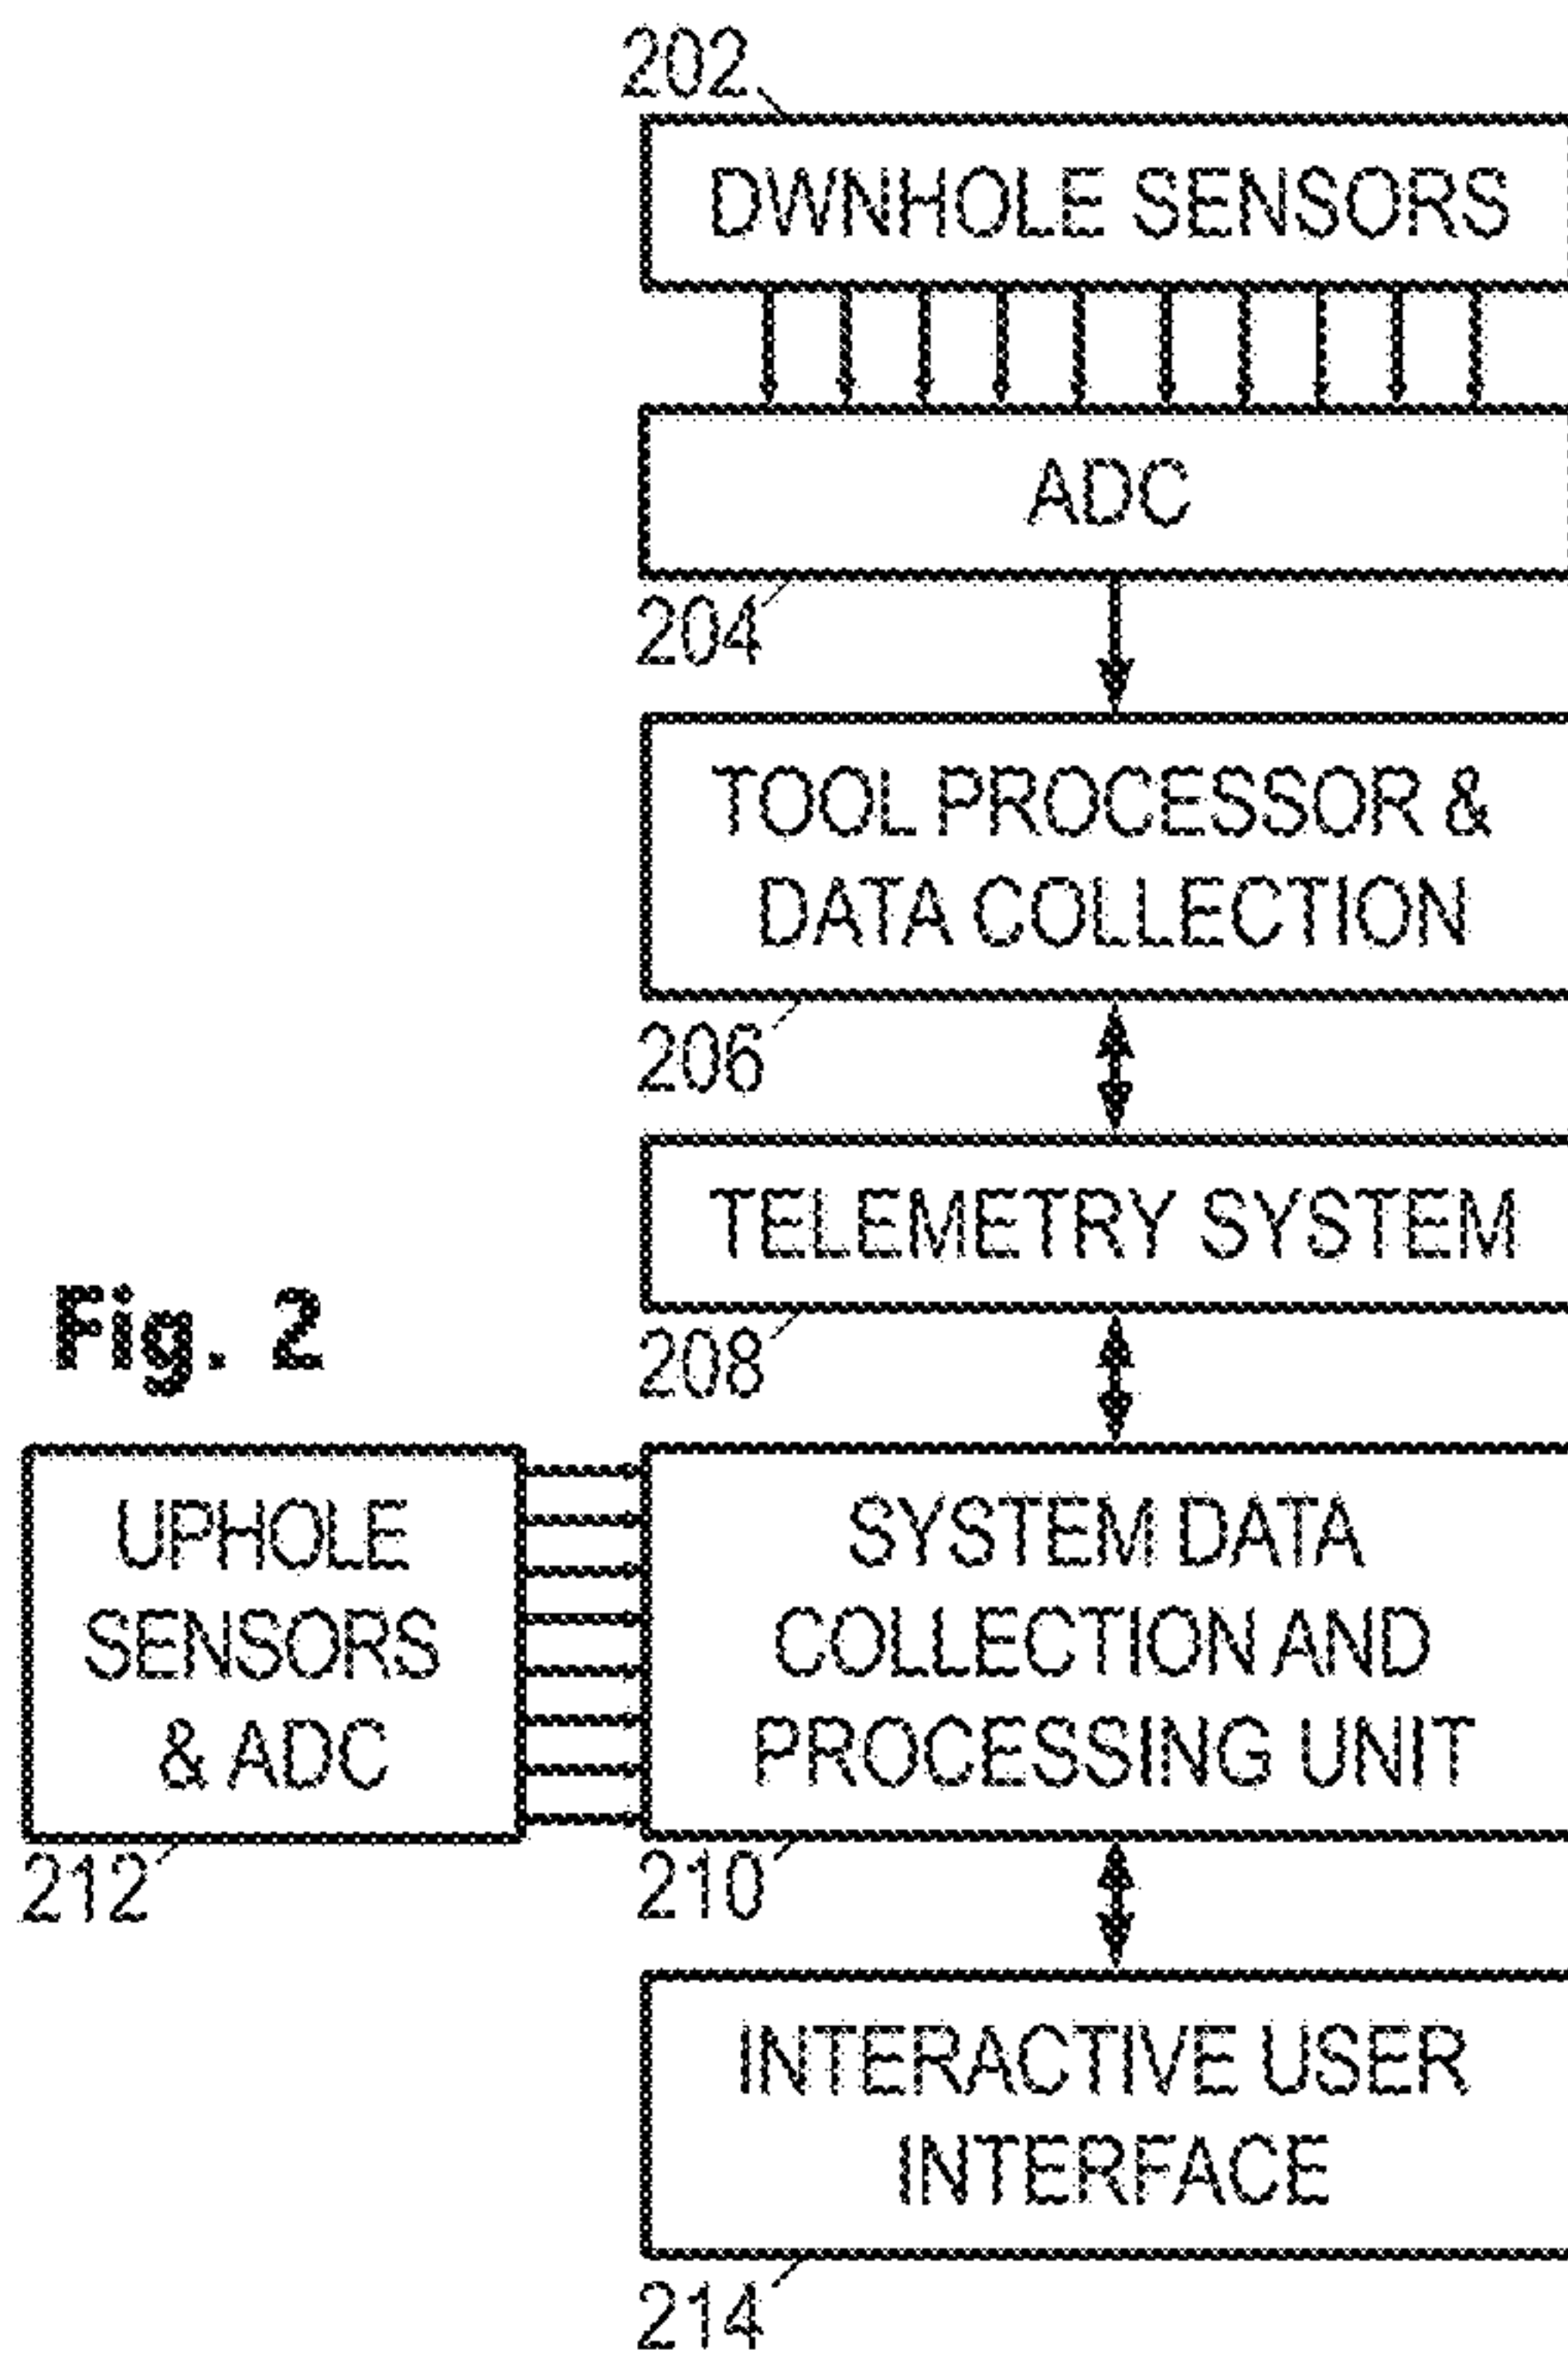 202
DWNHOLE SENSORS
ADC
204
TOOL PROCESSOR &
DATA COLLECTION
206
TELEMETRY SYSTEM
Fig. 2
208
UPHOLE
SENSORS
& ADC
212
SYSTEM DATA
COLLECTION AND
PROCESSING UNIT
210
INTERACTIVE USER
INTERFACE
214